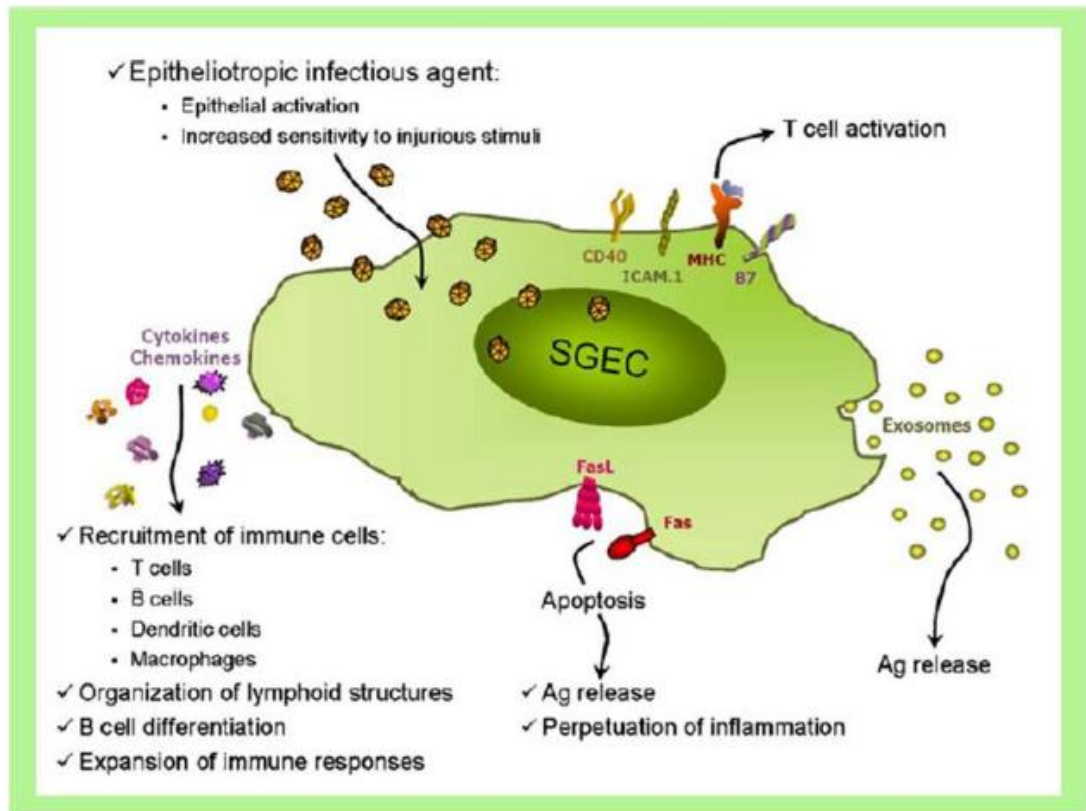 ✓ Epitheliotropic infectious agent:
▪ Epithelial activation
▪ Increased sensitivity to injurious stimuli
T cell activation
CD40
ICAM.1
MHC
B7
SGEC
Cytokines
Chemokines
Exosomes
FasL
Fas
✓ Recruitment of immune cells:
▪ T cells
▪ B cells
▪ Dendritic cells
▪ Macrophages
✓ Organization of lymphoid structures
✓ B cell differentiation
✓ Expansion of immune responses
Apoptosis
✓ Ag release
✓ Perpetuation of inflammation
Ag release